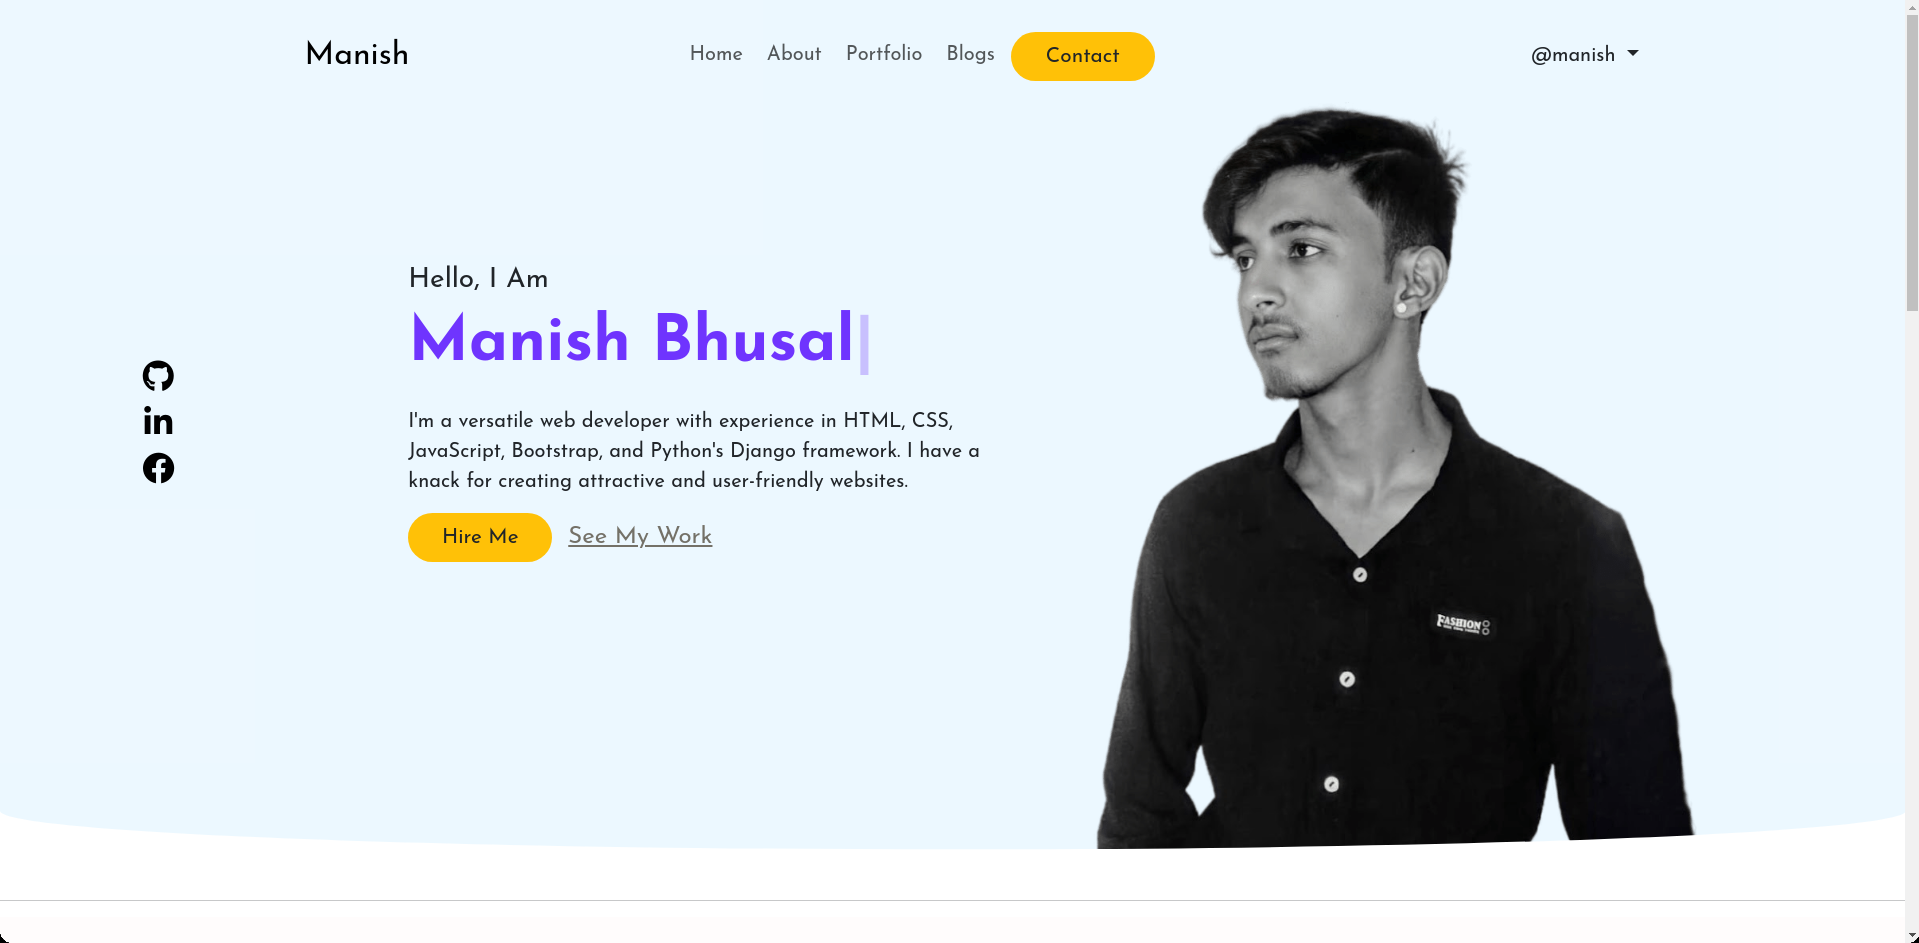 Manish
Home About Portfolio Blogs Contact
@manish
Hello, I Am
Manish Bhusal
I'm a versatile web developer with experience in HTML, CSS,
JavaScript, Bootstrap, and Python's Django framework. I have a
knack for creating attractive and user-friendly websites.
Hire Me See My Work
FASHION